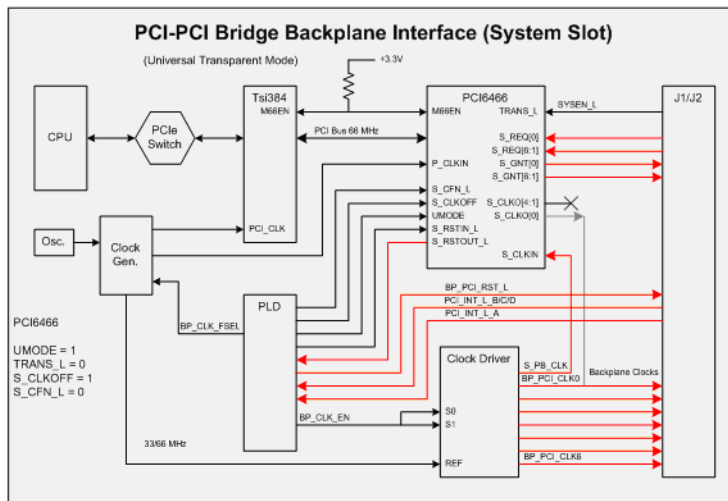 PCI-PCI Bridge Backplane Interface (System Slot)
(Universal Transparent Mode)
+3.3V
Tsi384
PCI6466
J1/J2
M66EN
M66EN
TRANS_L
SYSEN_L
CPU
PCIe
Switch
PCI Bus 66 MHz
S_REQ[0]
S_REQ[6:1]
S_GNT[0]
S_GNT[6:1]
P_CLKIN
S_CFN_L
S_CLKOFF
UMODE
S_RSTIN_L
S_RSTOUT_L
S_CLKO[4:1]
S_CLKO[0]
S_CLKIN
PCI_CLK
Osc.
Clock
Gen.
BP_PCI_RST_L
PCI_INT_L_B/C/D
PCI_INT_L_A
BP_CLK_FSEL
PLD
PCI6466
UMODE = 1
TRANS_L = 0
S_CLKOFF = 1
S_CFN_L = 0
Clock Driver
S_PB_CLK
BP_PCI_CLK0
Backplane Clocks
BP_CLK_EN
S0
S1
33/66 MHz
REF
BP_PCI_CLK6